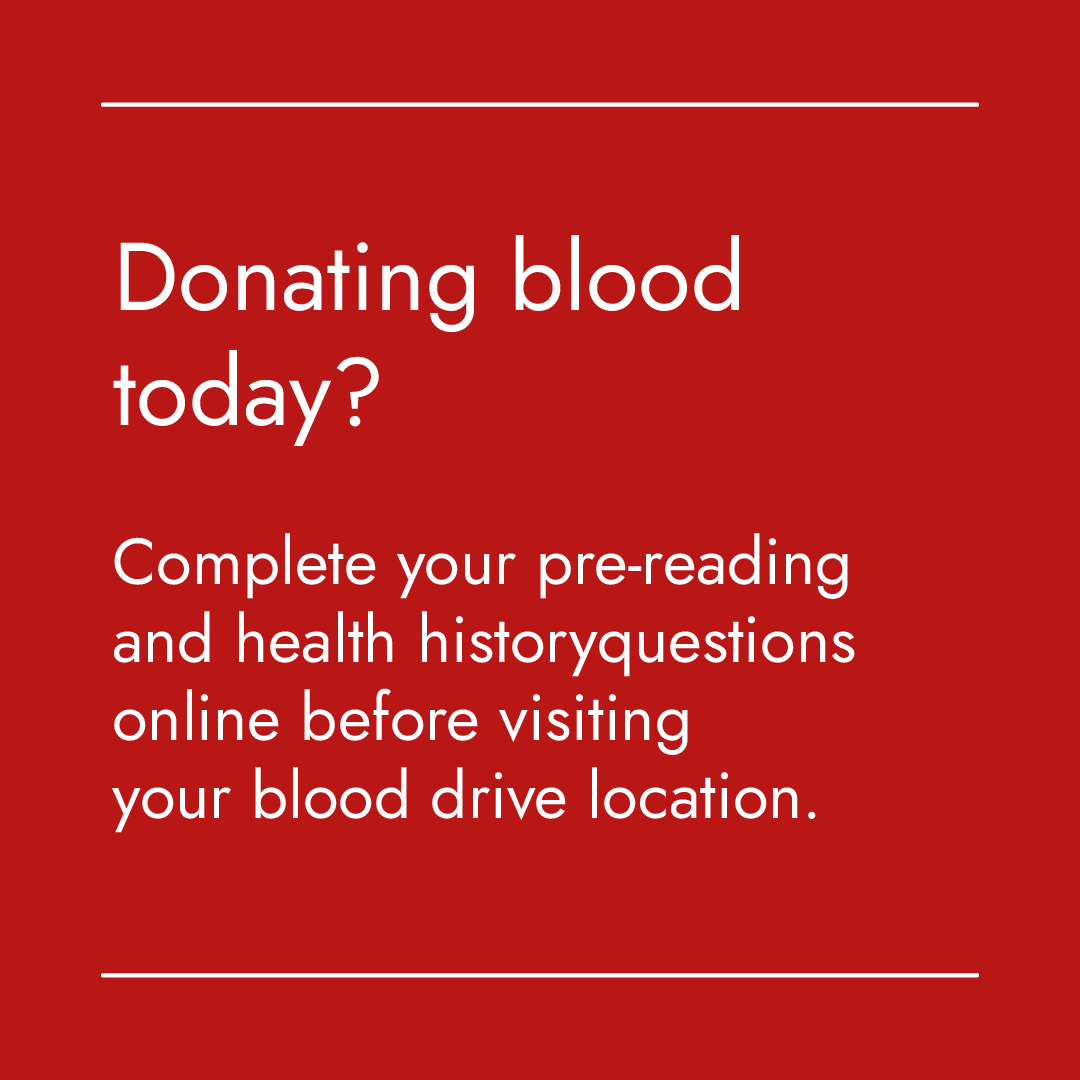 Donating blood
today?
Complete your pre-reading
and health historyquestions
online before visiting
your blood drive location.